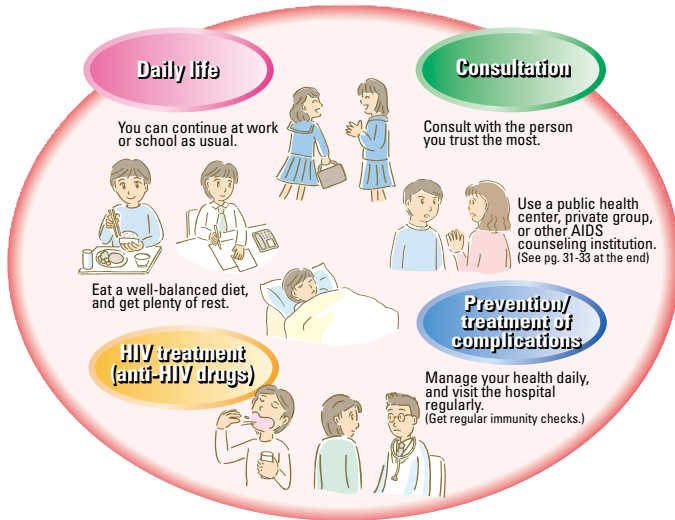 Daily life
You can continue at work
or school as usual.
Eat a well-balanced diet,
and get plenty of rest.
Consultation
Consult with the person
you trust the most.
Use a public health
center, private group,
or other AIDS
counseling institution.
(See pg. 31-33 at the end)
HIV treatment
(anti-HIV drugs)
Prevention/
treatment of
complications
Manage your health daily,
and visit the hospital
regularly.
(Get regular immunity checks.)